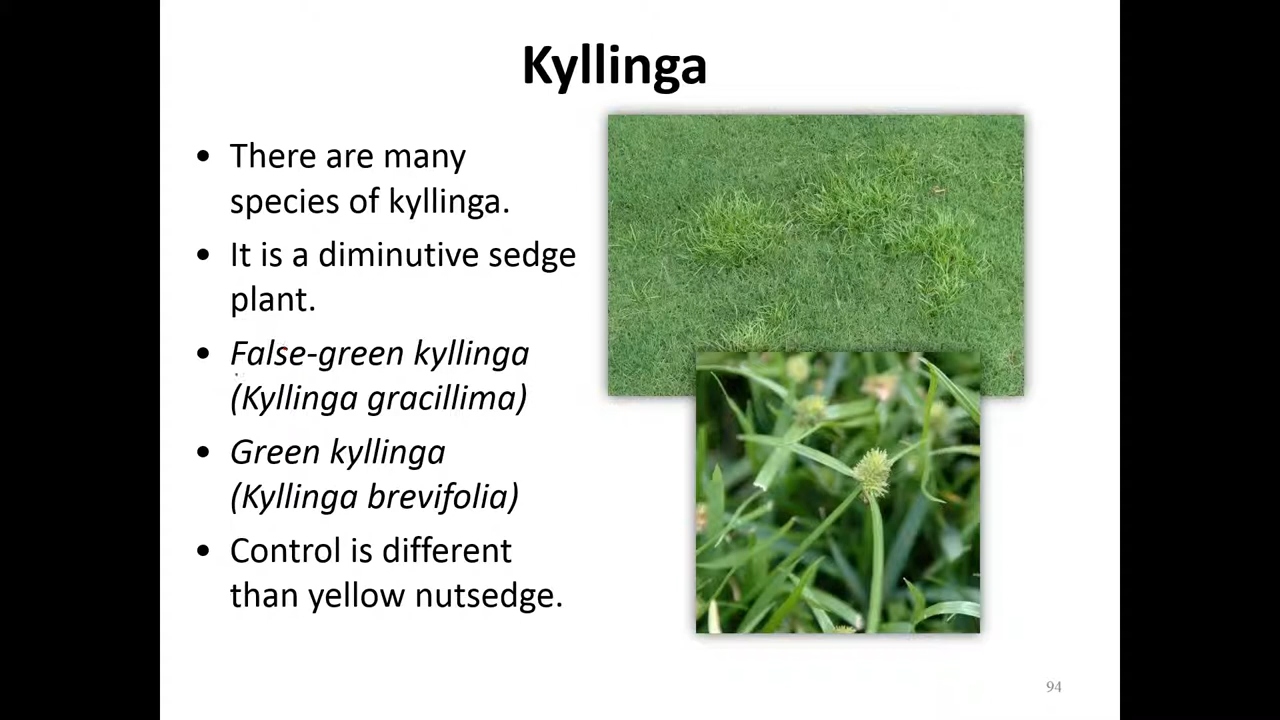 Kyllinga
• There are many
species of kyllinga.
• It is a diminutive sedge
plant.
• False-green kyllinga
(Kyllinga gracillima)
• Green kyllinga
(Kyllinga brevifolia)
• Control is different
than yellow nutsedge.
94